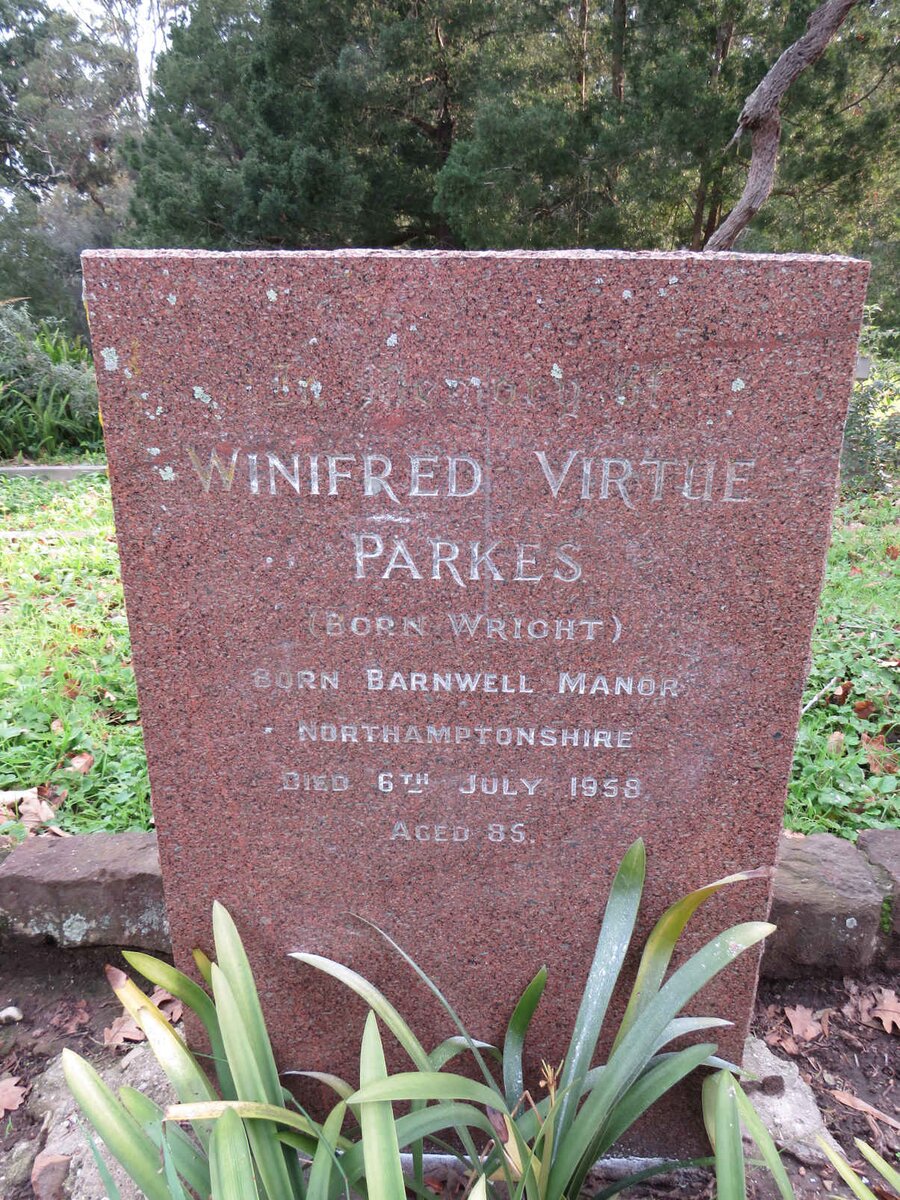 In Memory of
WINIFRED VIRTUE
PARKES
(BORN WRIGHT)
BORN BARNWELL MANOR
NORTHAMPTONSHIRE
DIED 6TH JULY 1958
AGED 85.